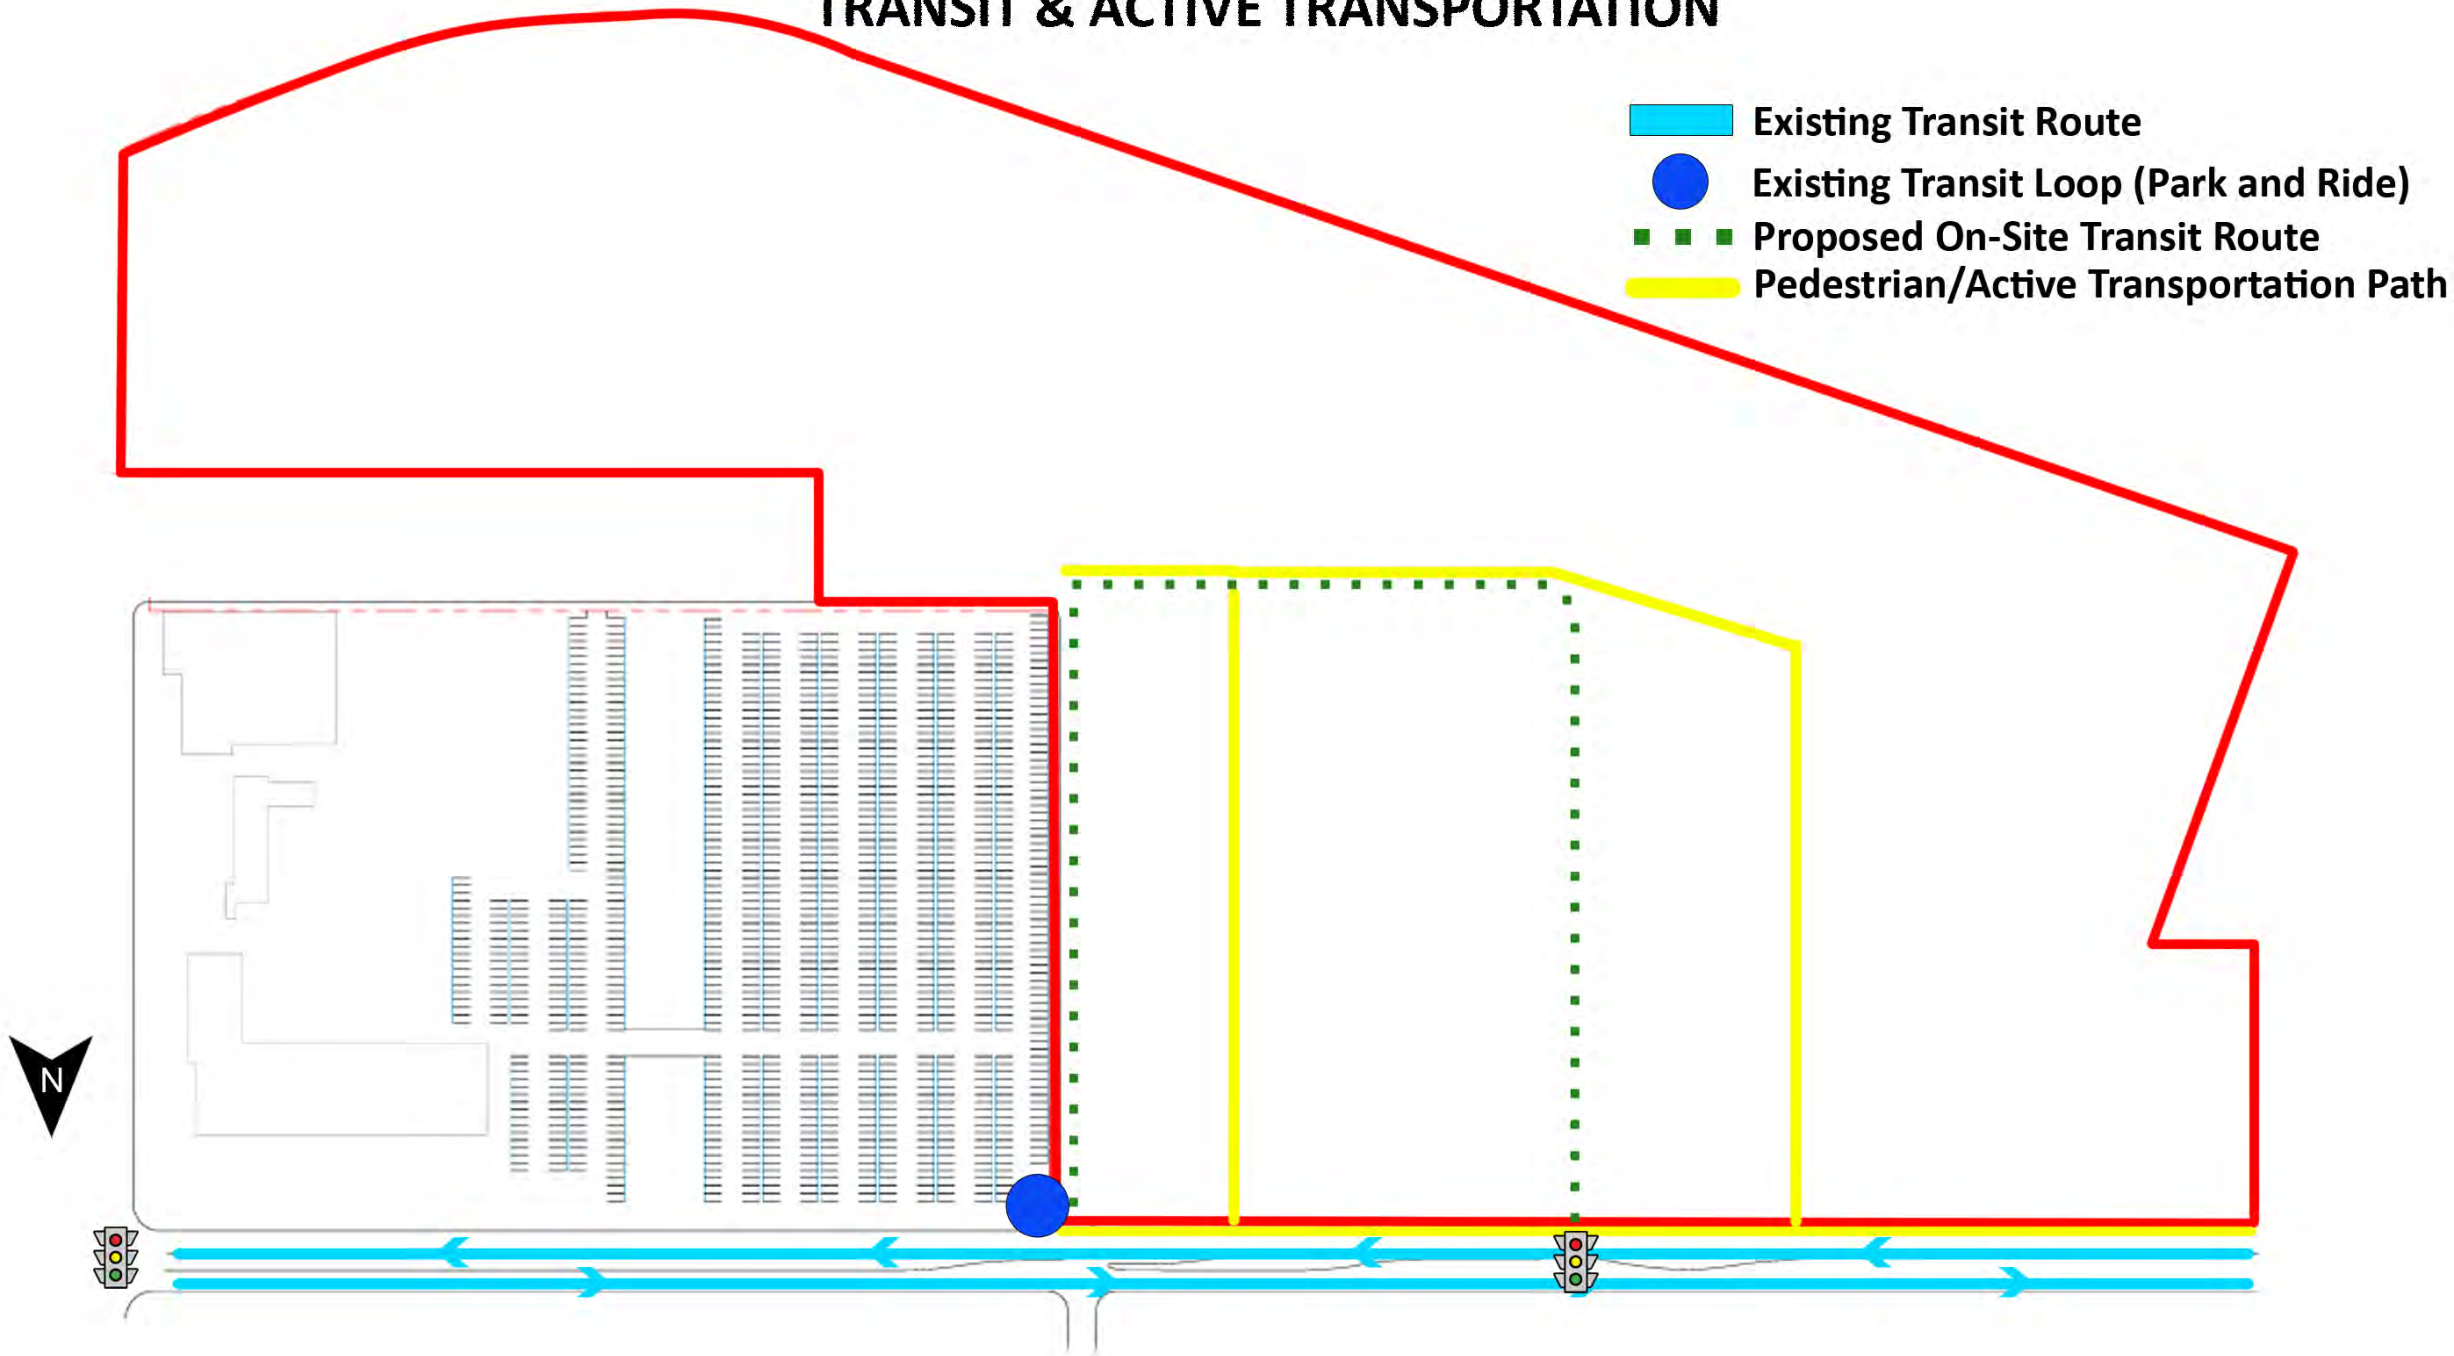 TRANSIT & ACTIVE TRANSPORTATION
Existing Transit Route
Existing Transit Loop (Park and Ride)
Proposed On-Site Transit Route
Pedestrian/Active Transportation Path
N